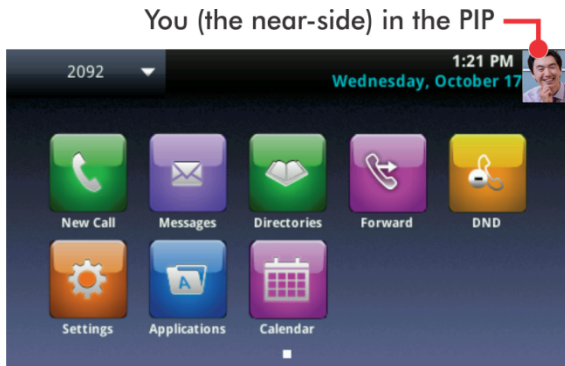 You (the near-side) in the PIP
2092
1:21 PM
Wednesday, October 17
New Call
Messages
Directories
Forward
DND
A
Settings
Applications
Calendar